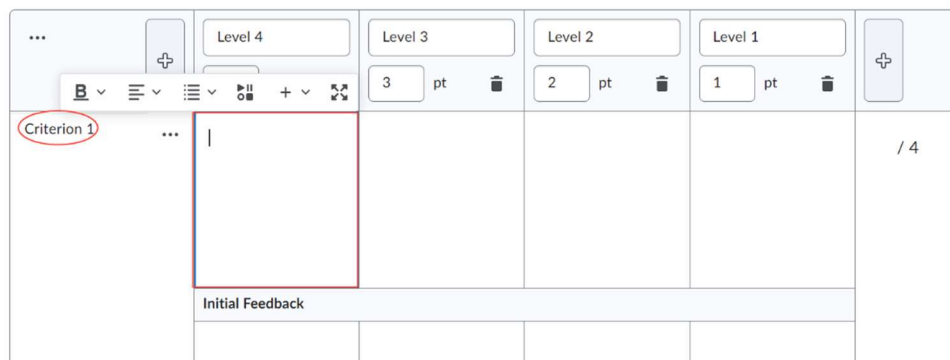 ...
Level 4
Level 3
Level 2
Level 1
3 pt
2 pt
1 pt
B
Criterion 1
...
/ 4
Initial Feedback